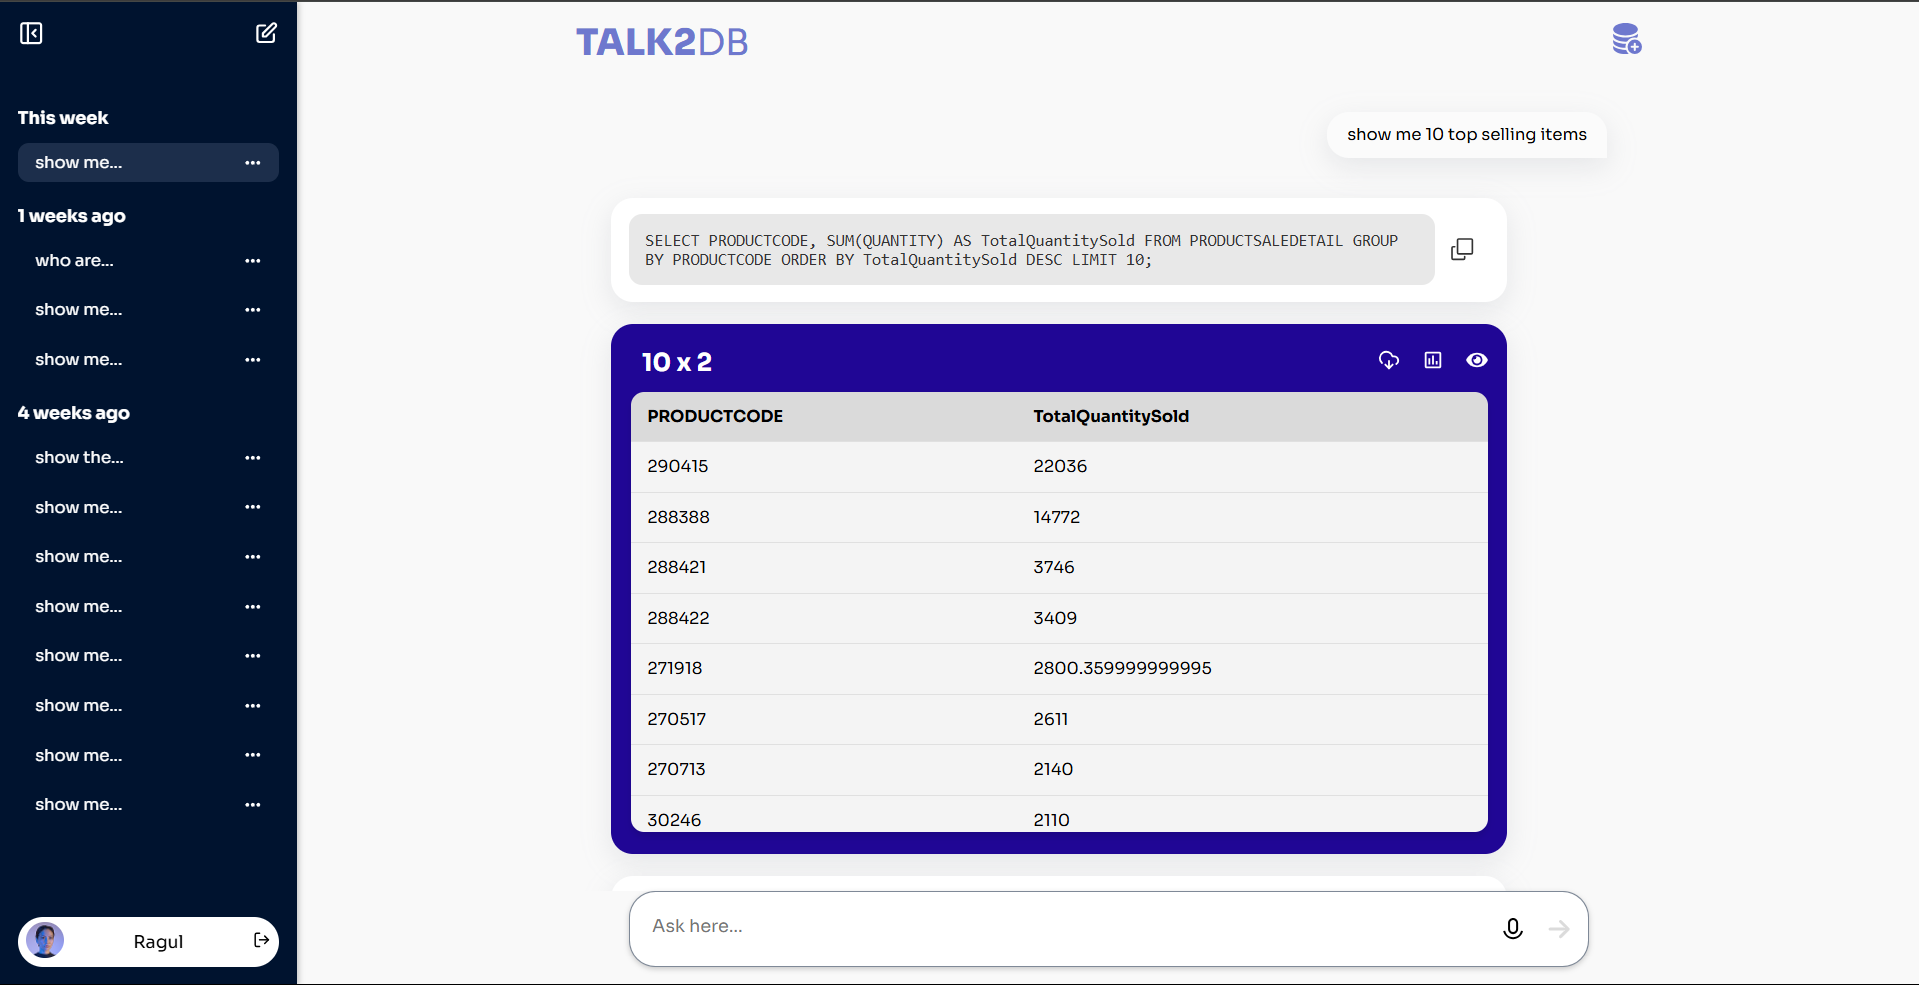 This week
show me...
1 weeks ago
who are...
show me...
show me...
4 weeks ago
show the...
show me...
show me...
show me...
show me...
show me...
show me...
show me...
Ragul
TALK2DB
show me 10 top selling items
SELECT PRODUCTCODE, SUM(QUANTITY) AS TotalQuantitySold FROM PRODUCTSALEDETAIL GROUP
BY PRODUCTCODE ORDER BY TotalQuantitySold DESC LIMIT 10;
10 x 2
PRODUCTCODE TotalQuantitySold
290415 22036
288388 14772
288421 3746
288422 3409
271918 2800.359999999995
270517 2611
270713 2140
30246 2110
Ask here...